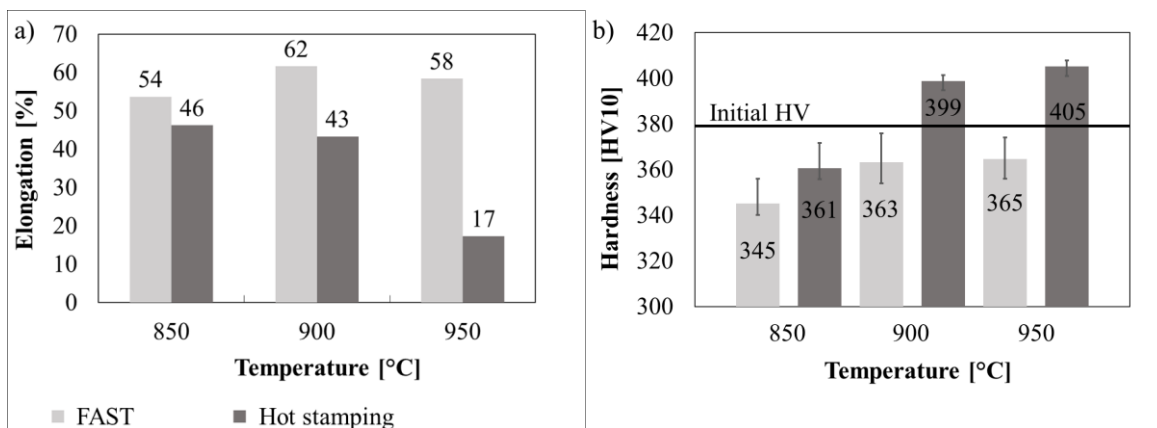 a)
Elongation [%]
70
60
50
40
30
20
10
0
54
46
62
43
58
17
850 900 950
Temperature [°C]
FAST Hot stamping
b)
Hardness [HV10]
420
400
380
360
340
320
300
Initial HV
345
361
363
399
365
405
850 900 950
Temperature [°C]